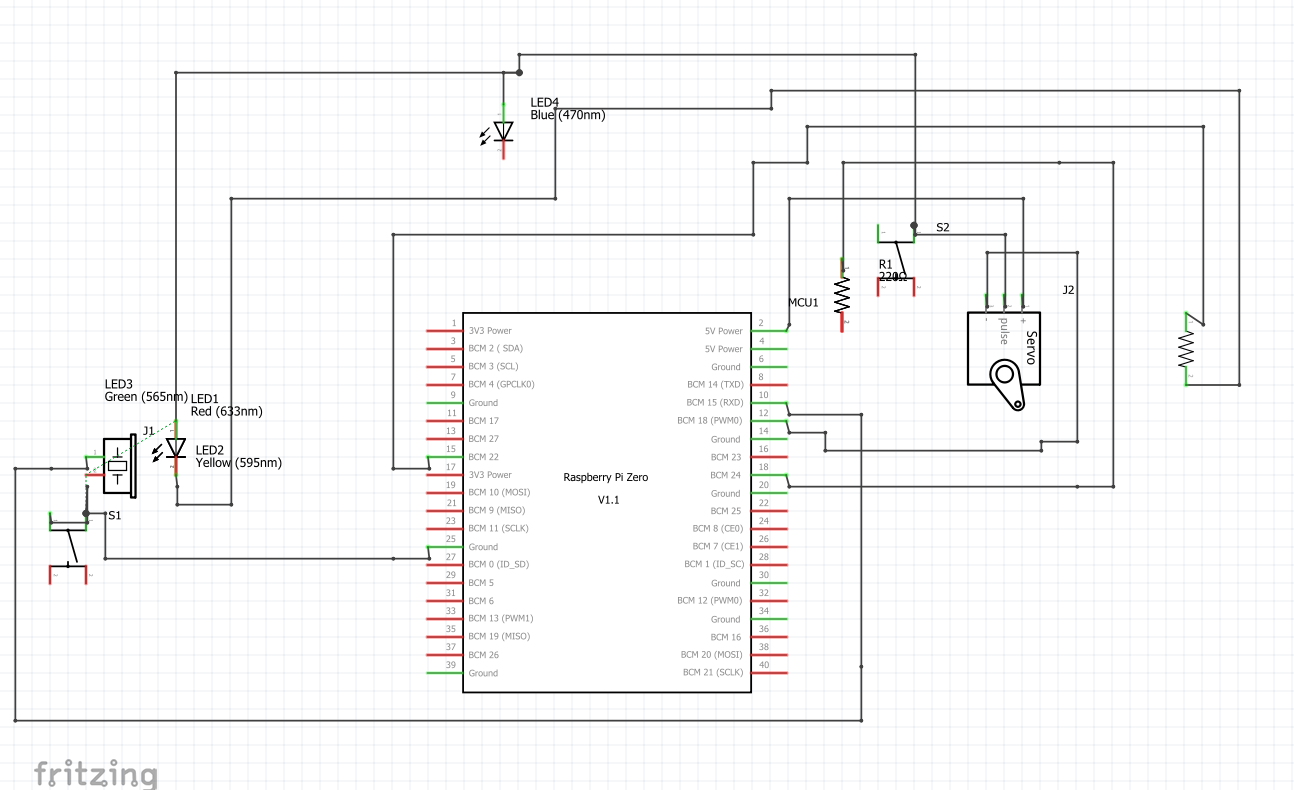 LED4
Blue (470nm)
S2
R1
220Ω
J2
MCU1
- pulse +
Servo
1 3V3 Power 5V Power 2
3 BCM 2 ( SDA) 5V Power 4
5 BCM 3 (SCL) Ground 6
7 BCM 4 (GPCLK0) BCM 14 (TXD) 8
9 Ground BCM 15 (RXD) 10
11 BCM 17 BCM 18 (PWM0) 12
13 BCM 27 Ground 14
15 BCM 22 BCM 23 16
17 3V3 Power BCM 24 18
19 BCM 10 (MOSI) Ground 20
21 BCM 9 (MISO) BCM 25 22
23 BCM 11 (SCLK) BCM 8 (CE0) 24
25 Ground BCM 7 (CE1) 26
27 BCM 0 (ID_SD) BCM 1 (ID_SC) 28
29 BCM 5 Ground 30
31 BCM 6 BCM 12 (PWM0) 32
33 BCM 13 (PWM1) Ground 34
35 BCM 19 (MISO) BCM 16 36
37 BCM 26 BCM 20 (MOSI) 38
39 Ground BCM 21 (SCLK) 40
Raspberry Pi Zero
V1.1
LED3
Green (565nm)
LED1
Red (633nm)
J1
LED2
Yellow (595nm)
S1
fritzing